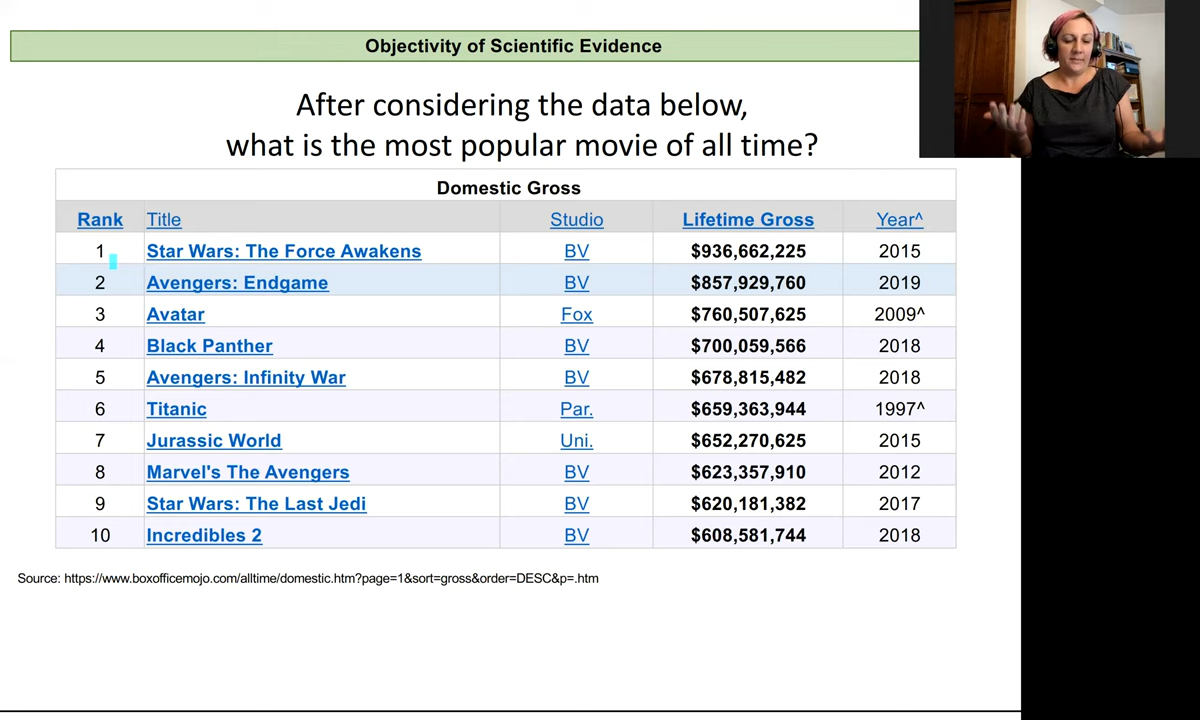 Objectivity of Scientific Evidence
After considering the data below,
what is the most popular movie of all time?
Domestic Gross
Rank Title Studio Lifetime Gross Year^
1 Star Wars: The Force Awakens BV $936,662,225 2015
2 Avengers: Endgame BV $857,929,760 2019
3 Avatar Fox $760,507,625 2009^
4 Black Panther BV $700,059,566 2018
5 Avengers: Infinity War BV $678,815,482 2018
6 Titanic Par. $659,363,944 1997^
7 Jurassic World Uni. $652,270,625 2015
8 Marvel's The Avengers BV $623,357,910 2012
9 Star Wars: The Last Jedi BV $620,181,382 2017
10 Incredibles 2 BV $608,581,744 2018
Source: https://www.boxofficemojo.com/alltime/domestic.htm?page=1&sort=gross&order=DESC&p=.htm